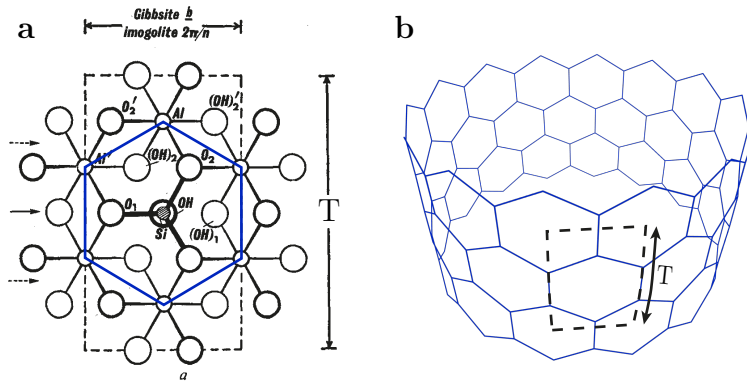 a
Gibbsite b
imogolite 2π/n
b
O₂′
Al
(OH)₂′
Al′
(OH)₂
O₂
O₁
OH
Si
(OH)₁
T
a
T